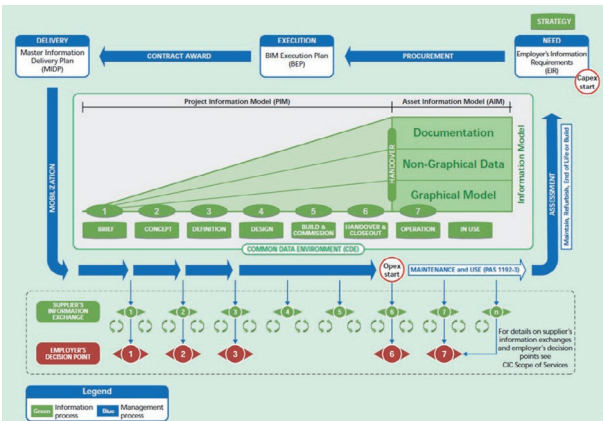 STRATEGY
DELIVERY
Master Information
Delivery Plan
(MIDP)
CONTRACT AWARD
EXECUTION
BIM Execution Plan
(BEP)
PROCUREMENT
NEED
Employer's Information
Requirements
(EIR)
Capex
start
Project Information Model (PIM)
Asset Information Model (AIM)
Documentation
Non-Graphical Data
Graphical Model
HANDOVER
Information Model
MOBILIZATION
ASSESSMENT
Maintain, Refurbish, End of Life or Build
1
2
3
4
5
6
7
BRIEF
CONCEPT
DEFINITION
DESIGN
BUILD &
COMMISSION
HANDOVER &
CLOSEOUT
OPERATION
IN USE
COMMON DATA ENVIRONMENT (CDE)
Opex
start
MAINTENANCE and USE (PAS 1192-3)
SUPPLIER'S
INFORMATION
EXCHANGE
1
2
3
4
5
6
7
n
EMPLOYER'S
DECISION POINT
1
2
3
6
7
For details on supplier's
information exchanges
and employer's decision
points see
CIC Scope of Services
Legend
Green Information
process
Blue Management
process